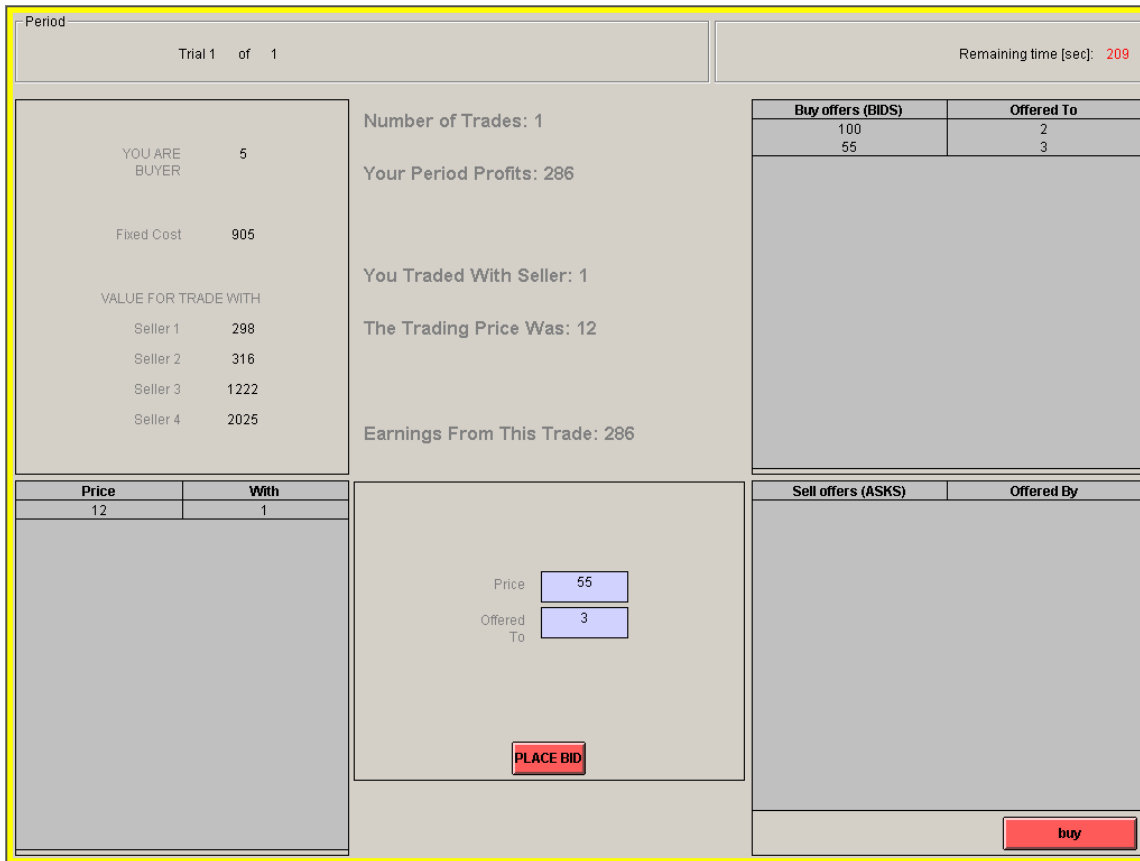 Period
Trial 1 of 1
Remaining time [sec]: 209
YOU ARE BUYER 5
Fixed Cost 905
VALUE FOR TRADE WITH
Seller 1 298
Seller 2 316
Seller 3 1222
Seller 4 2025
Number of Trades: 1
Your Period Profits: 286
You Traded With Seller: 1
The Trading Price Was: 12
Earnings From This Trade: 286
Buy offers (BIDS) Offered To
100 2
55 3
Price With
12 1
Price 55
Offered To 3
PLACE BID
Sell offers (ASKS) Offered By
buy